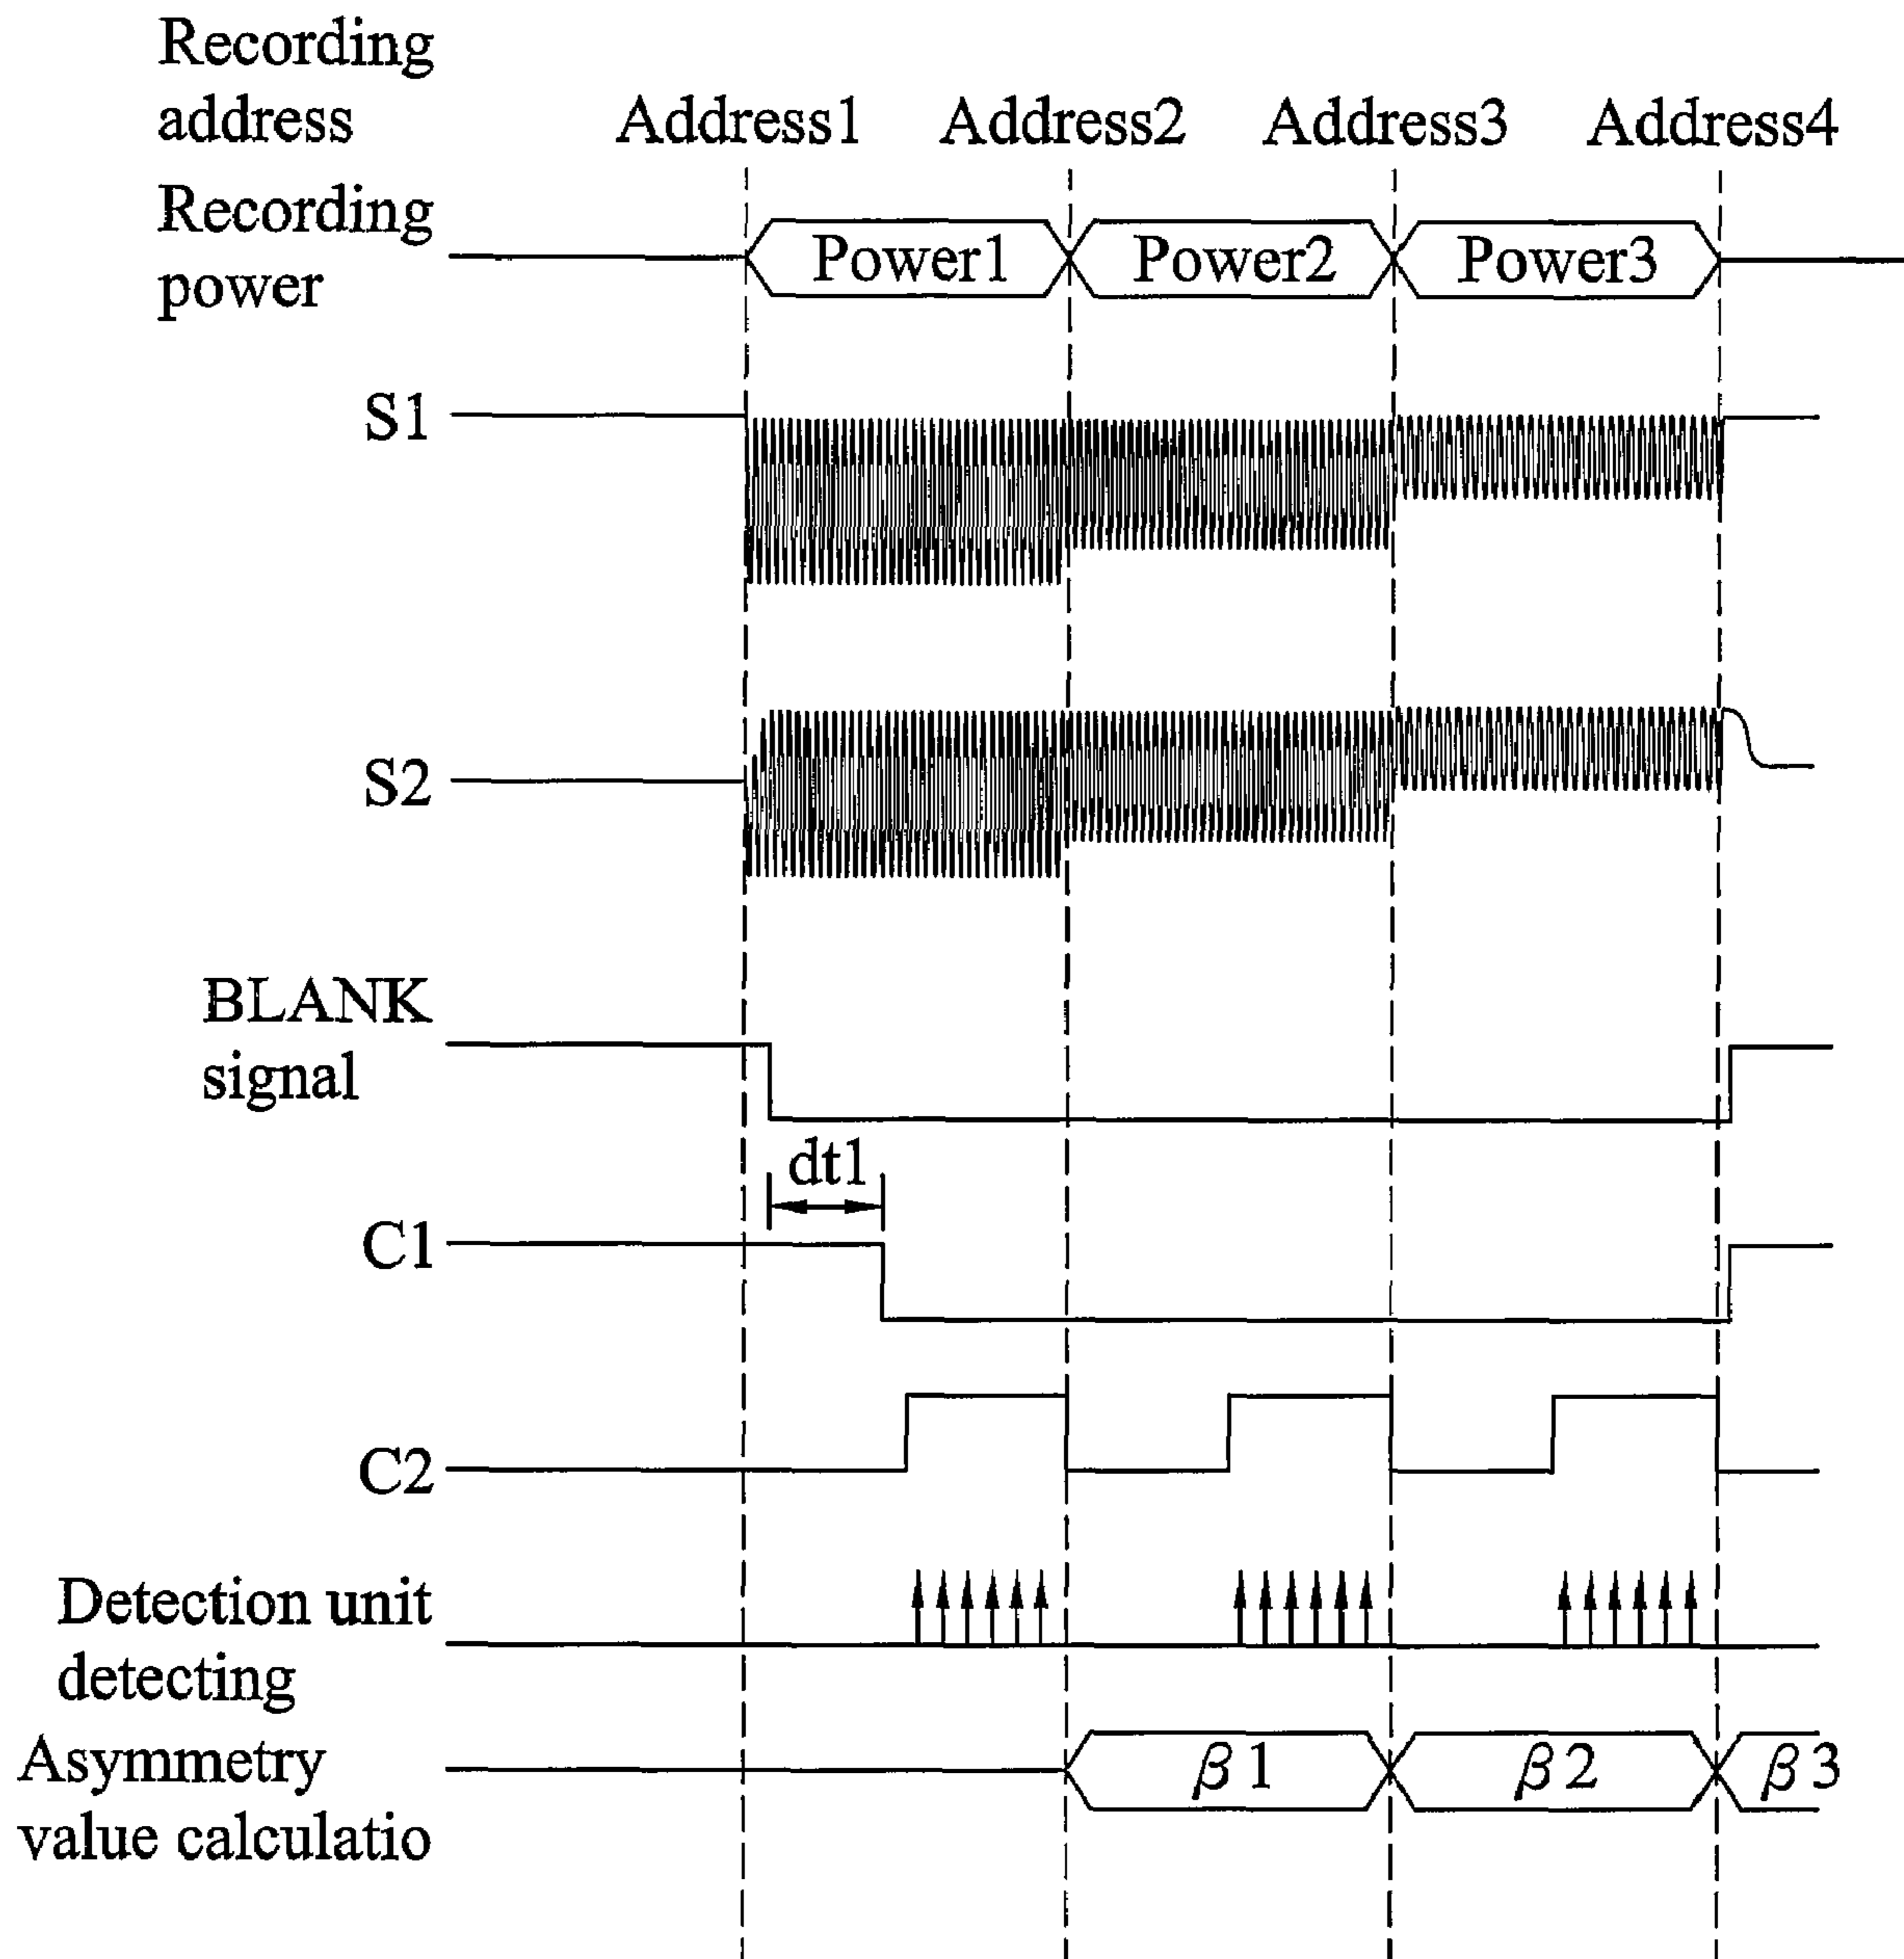 Recording
address
Address1 Address2 Address3 Address4
Recording
power
Power1 Power2 Power3
S1
S2
BLANK
signal
dt1
C1
C2
Detection unit
detecting
Asymmetry
value calculatio
β1 β2 β3